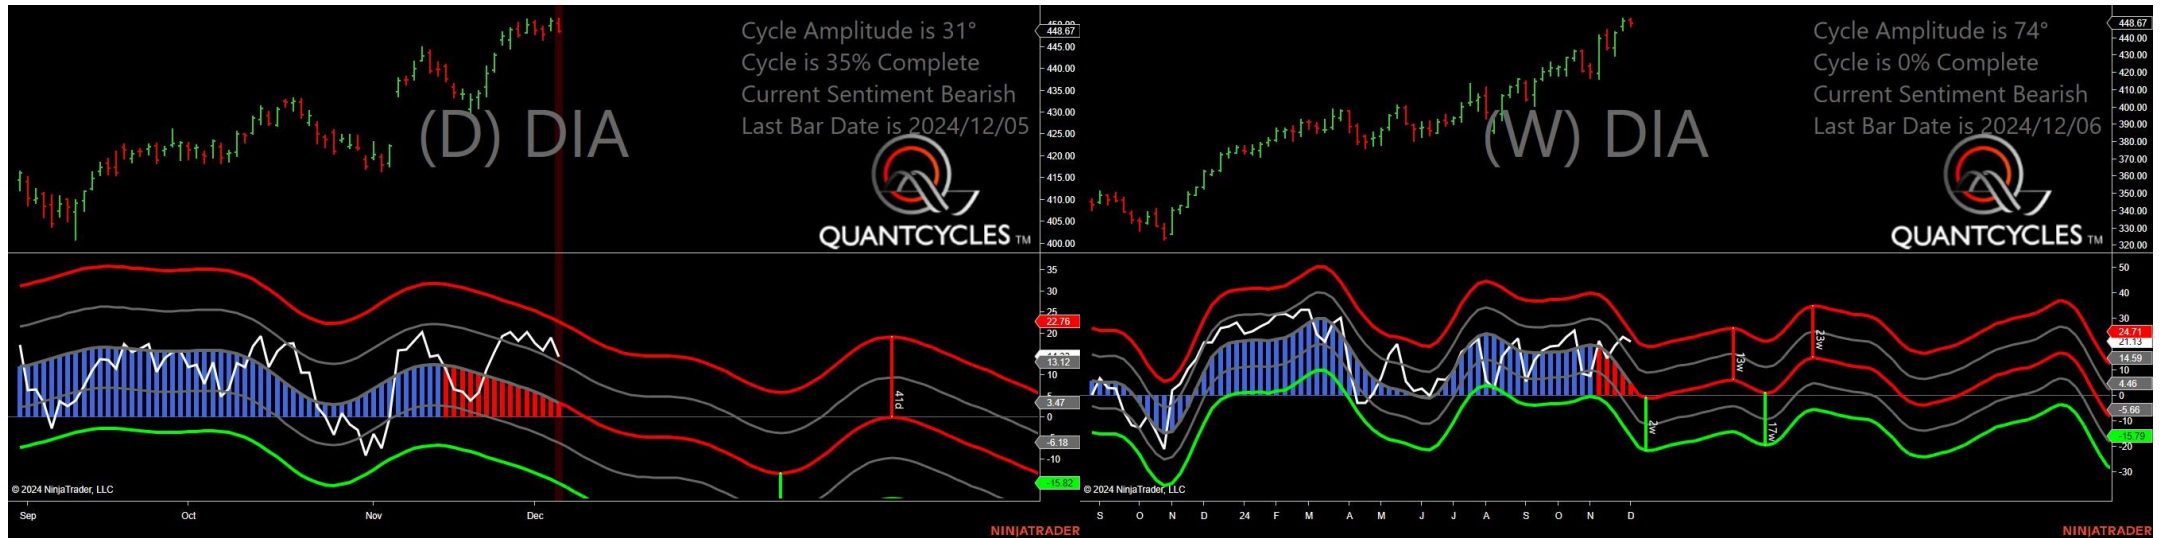 Cycle Amplitude is 31°
Cycle is 35% Complete
Current Sentiment Bearish
Last Bar Date is 2024/12/05
(D) DIA
QUANTCYCLES TM
448.67
445.00
440.00
435.00
430.00
425.00
420.00
415.00
410.00
405.00
400.00
35
30
22.76
20
13.12
10
5
3.47
0
-6.18
-10
-15.82
41d
© 2024 NinjaTrader, LLC
Sep Oct Nov Dec
NINJATRADER
Cycle Amplitude is 74°
Cycle is 0% Complete
Current Sentiment Bearish
Last Bar Date is 2024/12/06
(W) DIA
QUANTCYCLES TM
448.67
440.00
430.00
420.00
410.00
400.00
390.00
380.00
370.00
360.00
350.00
340.00
330.00
320.00
50
40
30
24.71
21.13
14.59
10
4.46
0
-5.66
-10
-15.79
-20
-30
2w
13w
17w
23w
© 2024 NinjaTrader, LLC
S O N D 24 F M A M J J A S O N D
NINJATRADER